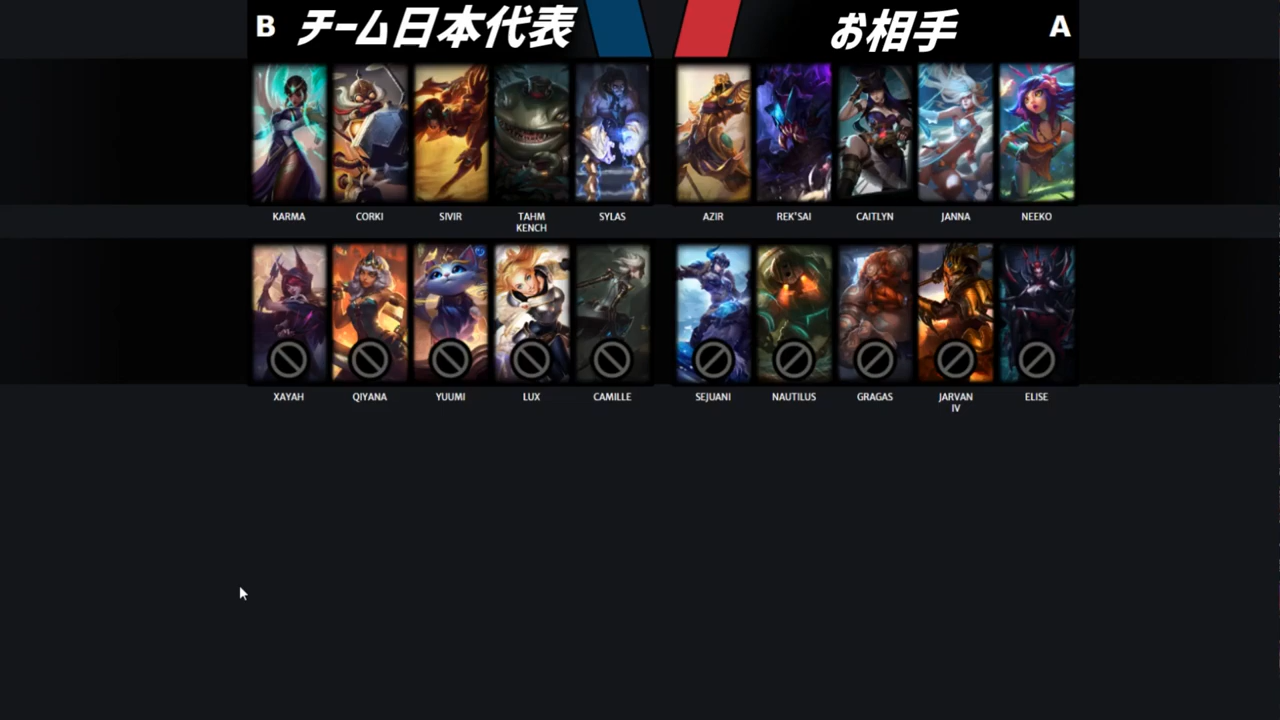 B チーム日本代表 お相手 A
KARMA CORKI SIVIR TAHM KENCH SYLAS AZIR REK'SAI CAITLYN JANNA NEEKO
XAYAH QIYANA YUUMI LUX CAMILLE SEJUANI NAUTILUS GRAGAS JARVAN IV ELISE